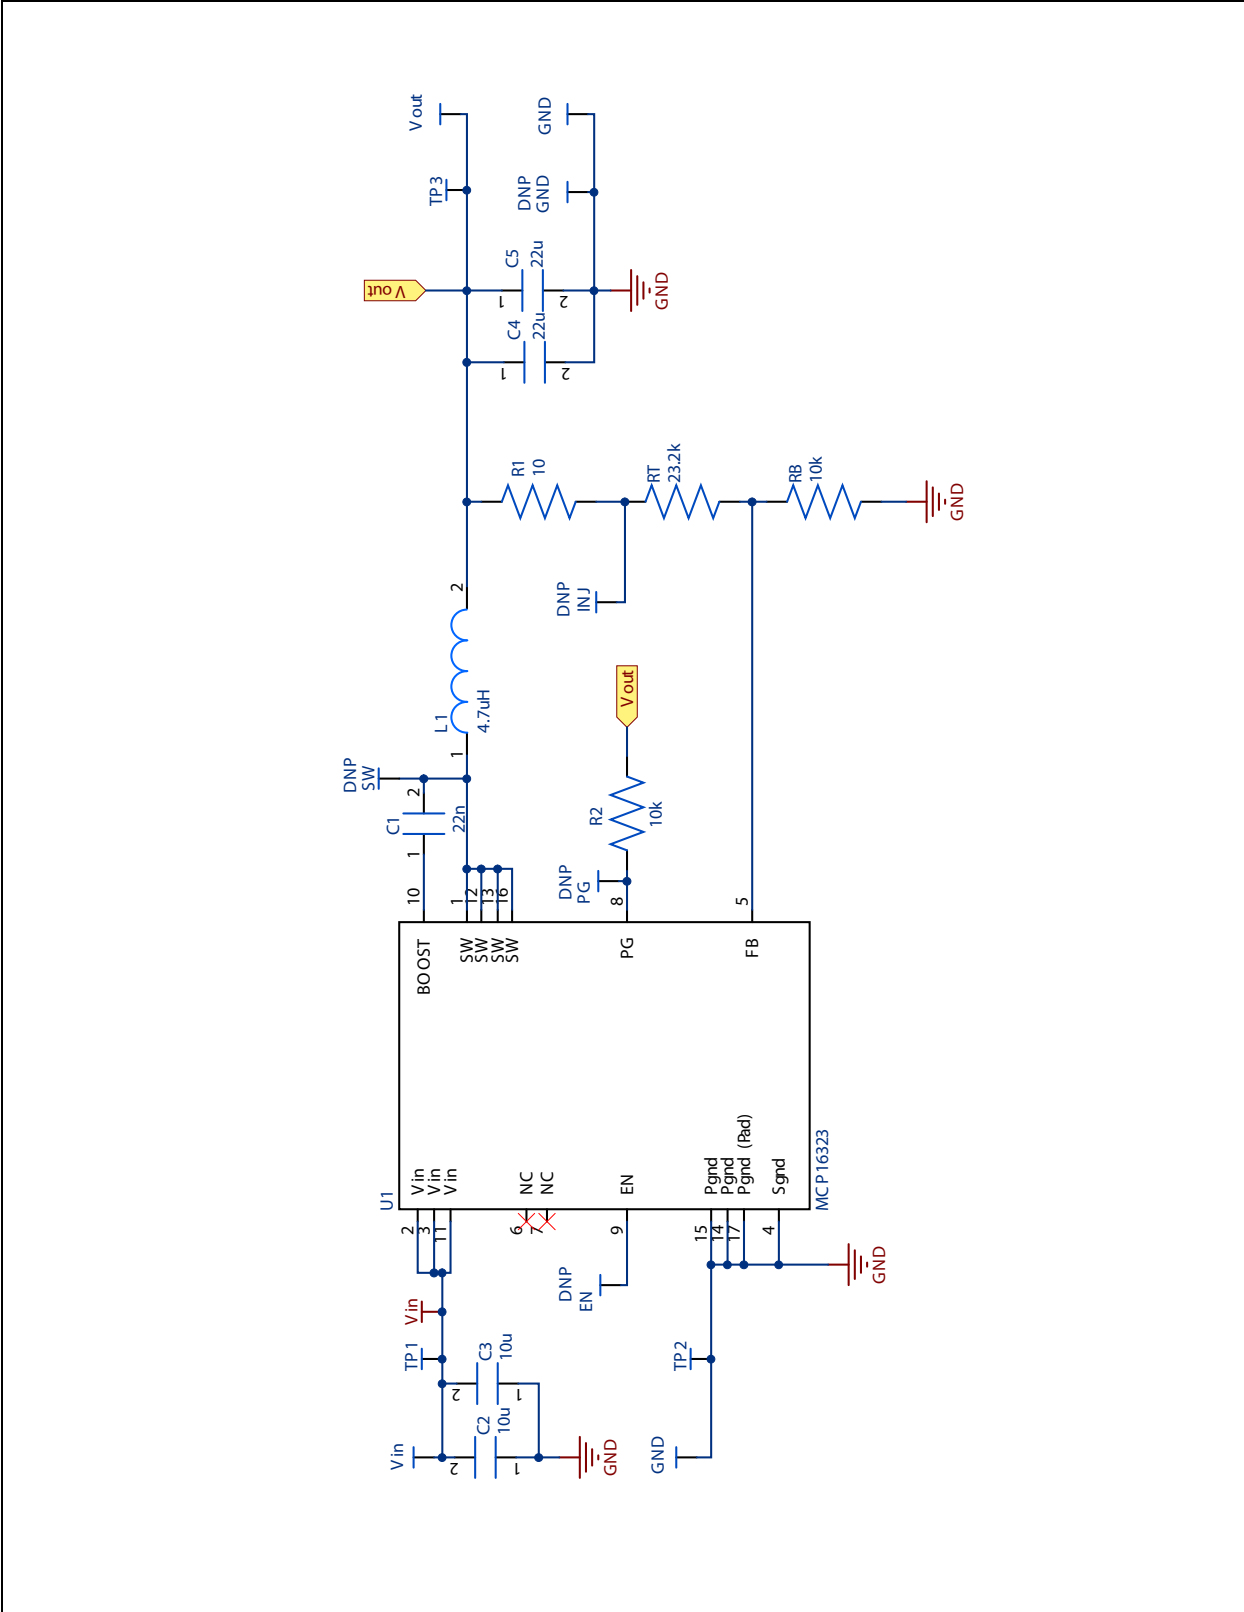 Vin
C2
10u
2
1
GND
C3
10u
2
1
TP1
Vin
GND
TP2
GND
DNP
EN
U1
2
3
11
6
7
9
15
14
17
4
Vin
Vin
Vin
NC
NC
EN
Pgnd
Pgnd
Pgnd (Pad)
Sgnd
MCP16323
BOOST
SW
SW
SW
SW
PG
FB
10
1
12
13
16
8
5
C1
22n
1
2
DNP
SW
L1
4.7uH
1
2
DNP
PG
R2
10k
Vout
DNP
INJ
R1
10
RT
23.2k
RB
10k
GND
C4
22u
1
2
C5
22u
1
2
GND
Vout
TP3
DNP
GND
Vout
GND